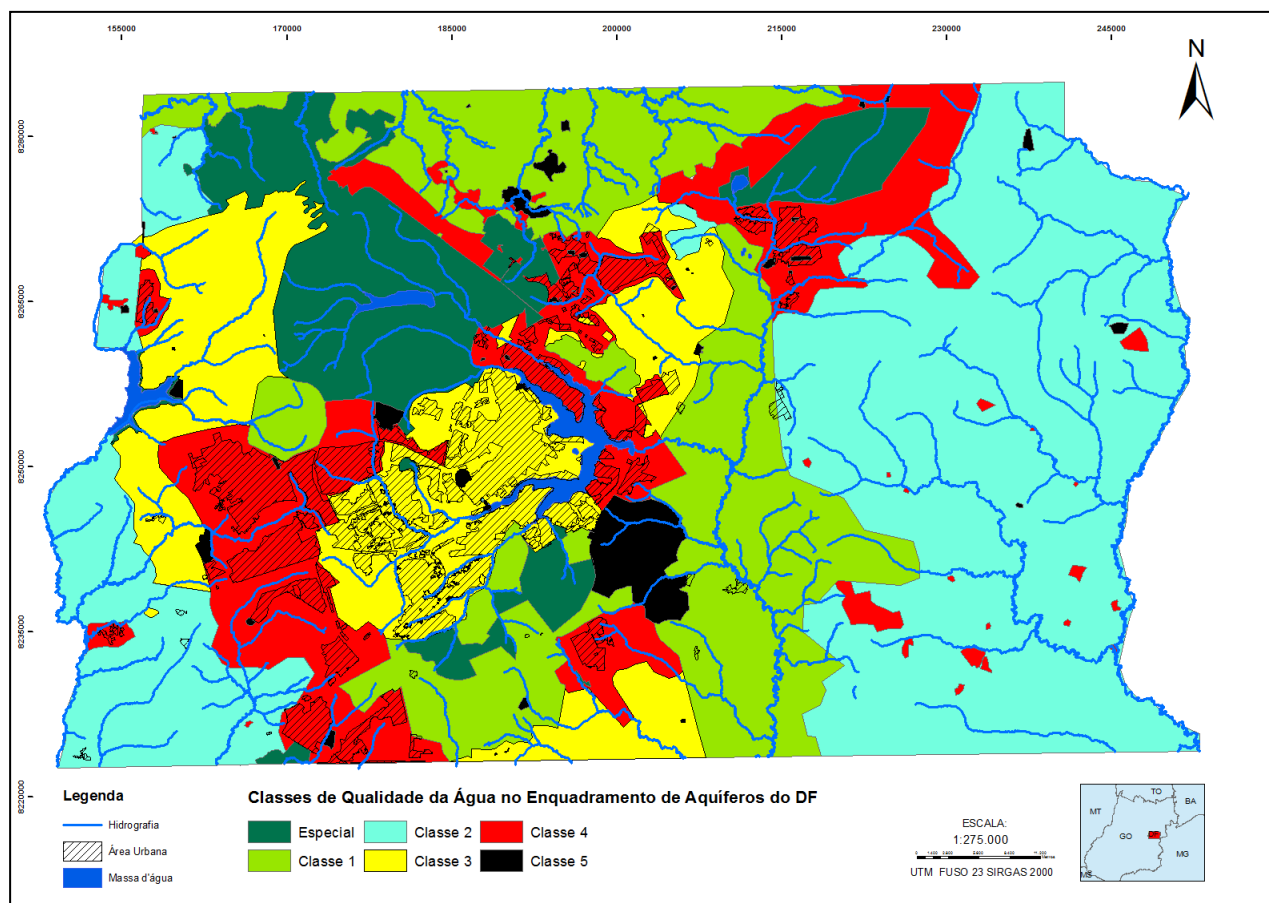 155000 170000 185000 200000 215000 230000 245000
N
8280000
8265000
8250000
8235000
8220000
Legenda
Hidrografia
Área Urbana
Massa d'água
Classes de Qualidade da Água no Enquadramento de Aquíferos do DF
Especial Classe 2 Classe 4
Classe 1 Classe 3 Classe 5
ESCALA:
1:275.000
UTM FUSO 23 SIRGAS 2000
MT TO BA
GO DF
MG